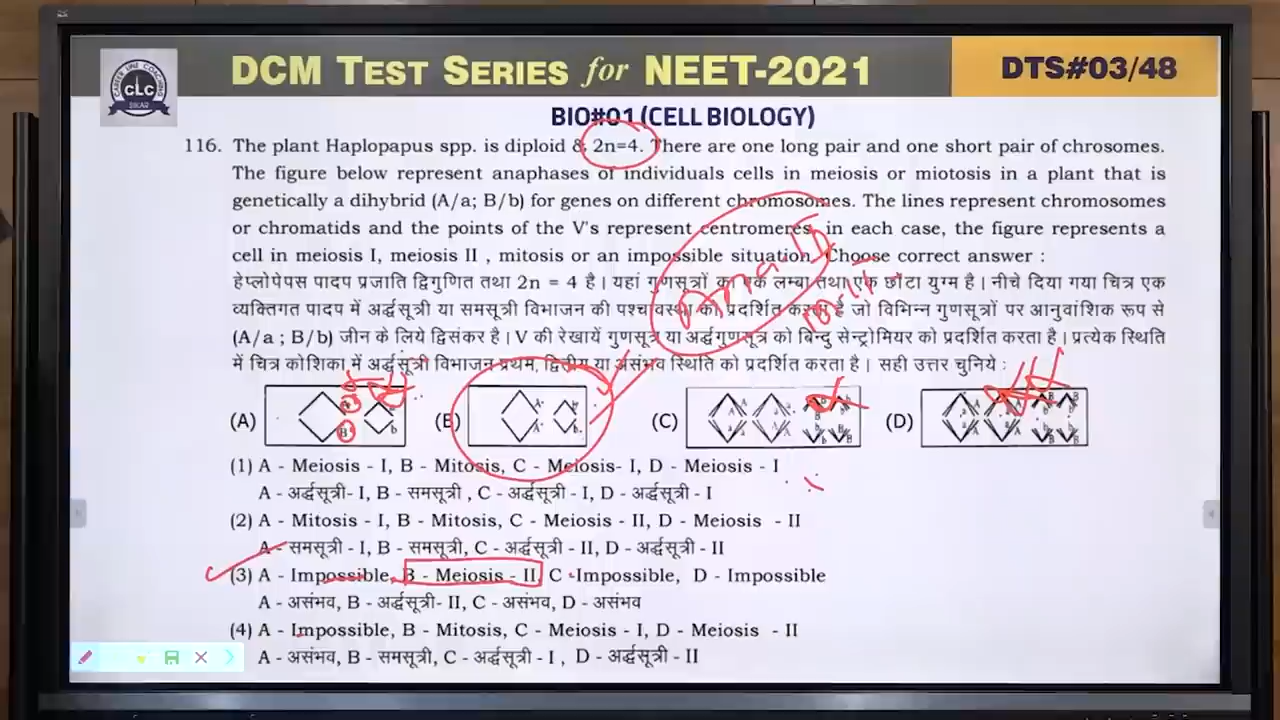 CAREER LINE COACHING
CLC
SIKAR
DCM TEST SERIES for NEET-2021
DTS#03/48
BIO#01 (CELL BIOLOGY)
116. The plant Haplopapus spp. is diploid & 2n=4. There are one long pair and one short pair of chrosomes.
The figure below represent anaphases of individuals cells in meiosis or miotosis in a plant that is
genetically a dihybrid (A/a; B/b) for genes on different chromosomes. The lines represent chromosomes
or chromatids and the points of the V's represent centromeres, in each case, the figure represents a
cell in meiosis I, meiosis II , mitosis or an impossible situation. Choose correct answer :
हेप्लोपेपस पादप प्रजाति द्विगुणित तथा 2n = 4 है। यहां गुणसूत्रों का एक लम्बा तथा एक छोटा युग्म है। नीचे दिया गया चित्र एक
व्यक्तिगत पादप में अर्द्धसूत्री या समसूत्री विभाजन की पश्चावस्था को प्रदर्शित करता है जो विभिन्न गुणसूत्रों पर आनुवांशिक रूप से
(A/a ; B/b) जीन के लिये द्विसंकर है। V की रेखायें गुणसूत्र या अर्द्धगुणसूत्र को बिन्दु सेन्ट्रोमियर को प्रदर्शित करता है। प्रत्येक स्थिति
में चित्र कोशिका में अर्द्धसूत्री विभाजन प्रथम, द्वितीय या असंभव स्थिति को प्रदर्शित करता है। सही उत्तर चुनिये :
Ana II
(A) B b (B) A A b b (C) A A A A b b B B (D) a A a A b b b b B B
(1) A - Meiosis - I, B - Mitosis, C - Meiosis- I, D - Meiosis - I
A - अर्द्धसूत्री- I, B - समसूत्री , C - अर्द्धसूत्री - I, D - अर्द्धसूत्री - I
(2) A - Mitosis - I, B - Mitosis, C - Meiosis - II, D - Meiosis - II
A - समसूत्री - I, B - समसूत्री, C - अर्द्धसूत्री - II, D - अर्द्धसूत्री - II
(3) A - Impossible, B - Meiosis - II, C -Impossible, D - Impossible
A - असंभव, B - अर्द्धसूत्री- II, C - असंभव, D - असंभव
(4) A - Impossible, B - Mitosis, C - Meiosis - I, D - Meiosis - II
A - असंभव, B - समसूत्री, C - अर्द्धसूत्री - I , D - अर्द्धसूत्री - II